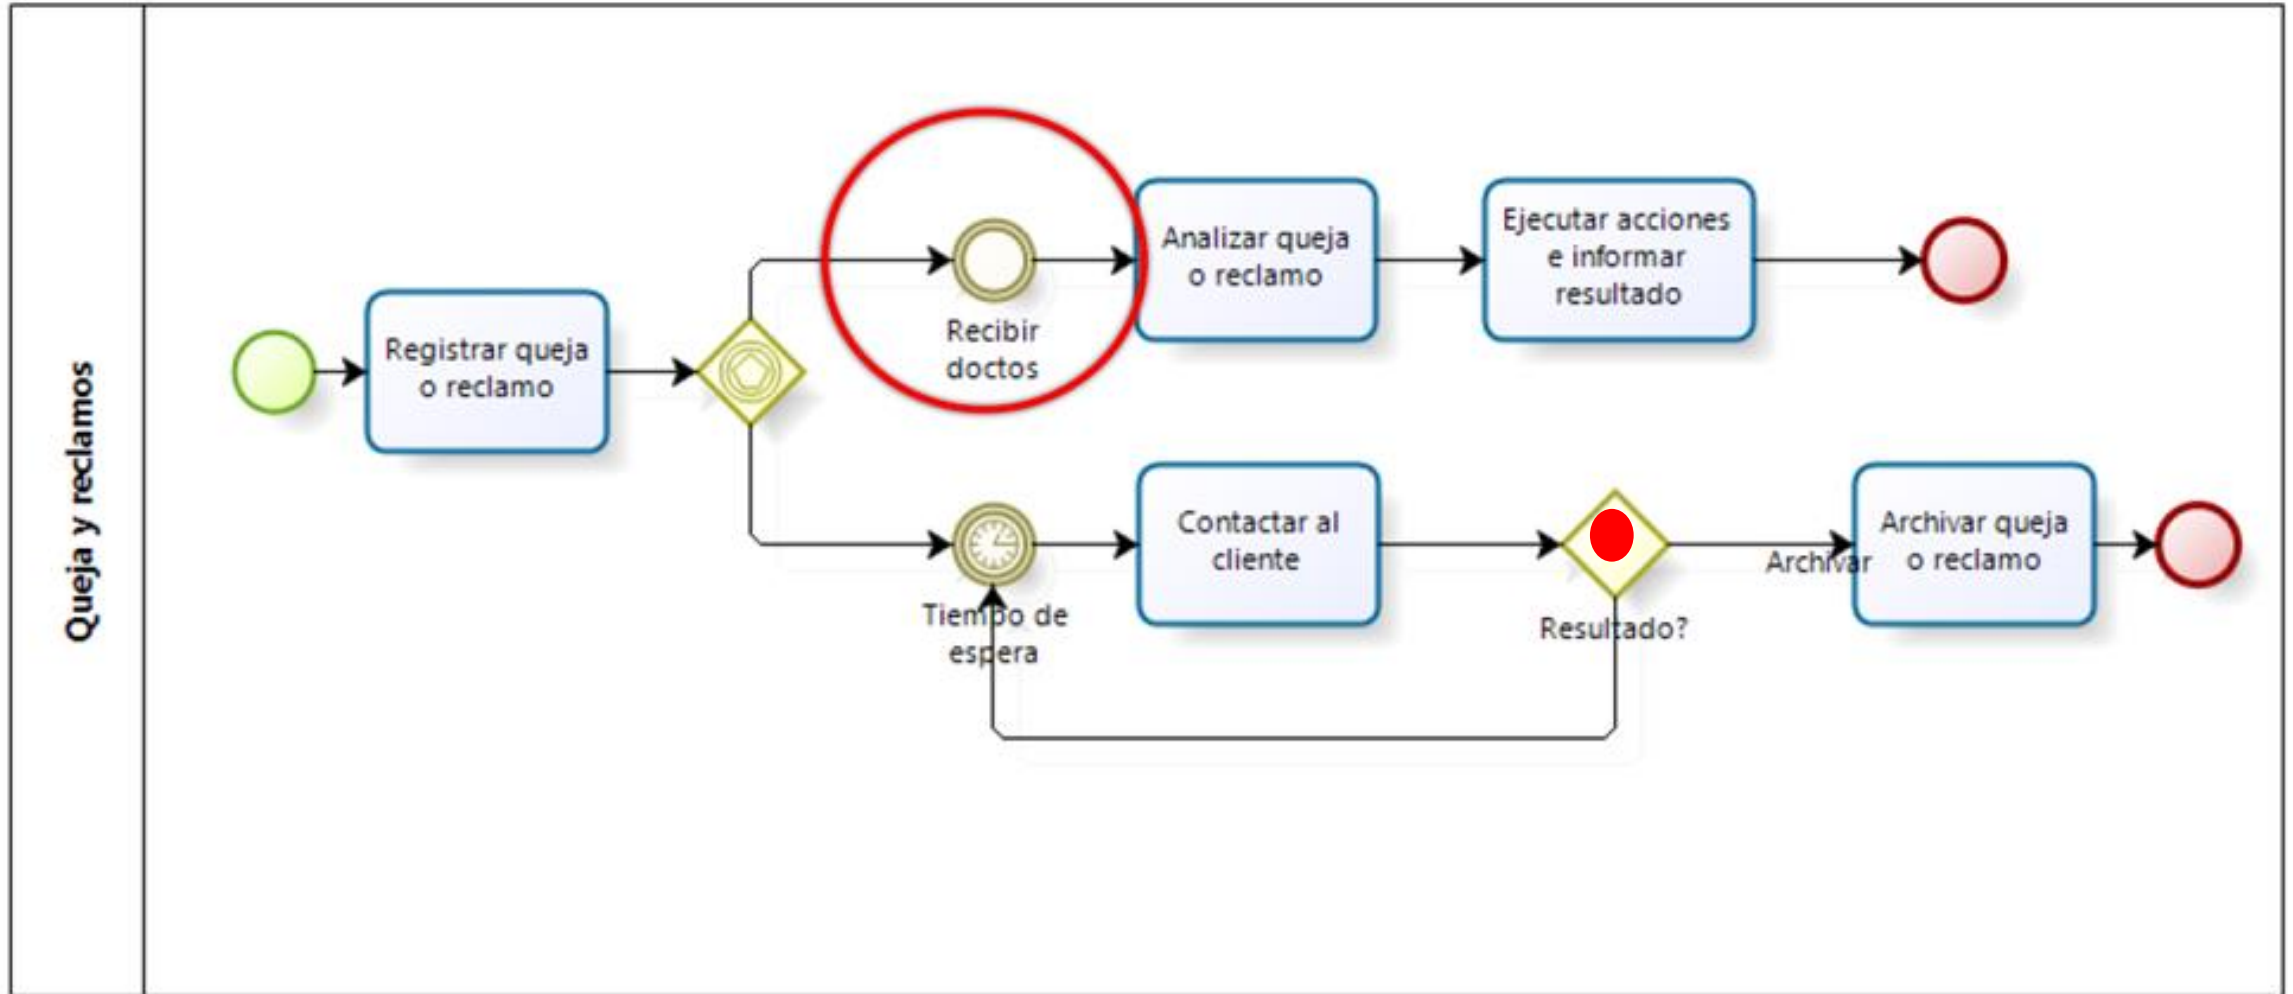 Queja y reclamos
Registrar queja
o reclamo
Recibir
doctos
Analizar queja
o reclamo
Ejecutar acciones
e informar
resultado
Tiempo de
espera
Contactar al
cliente
Resultado?
Archivar
Archivar queja
o reclamo